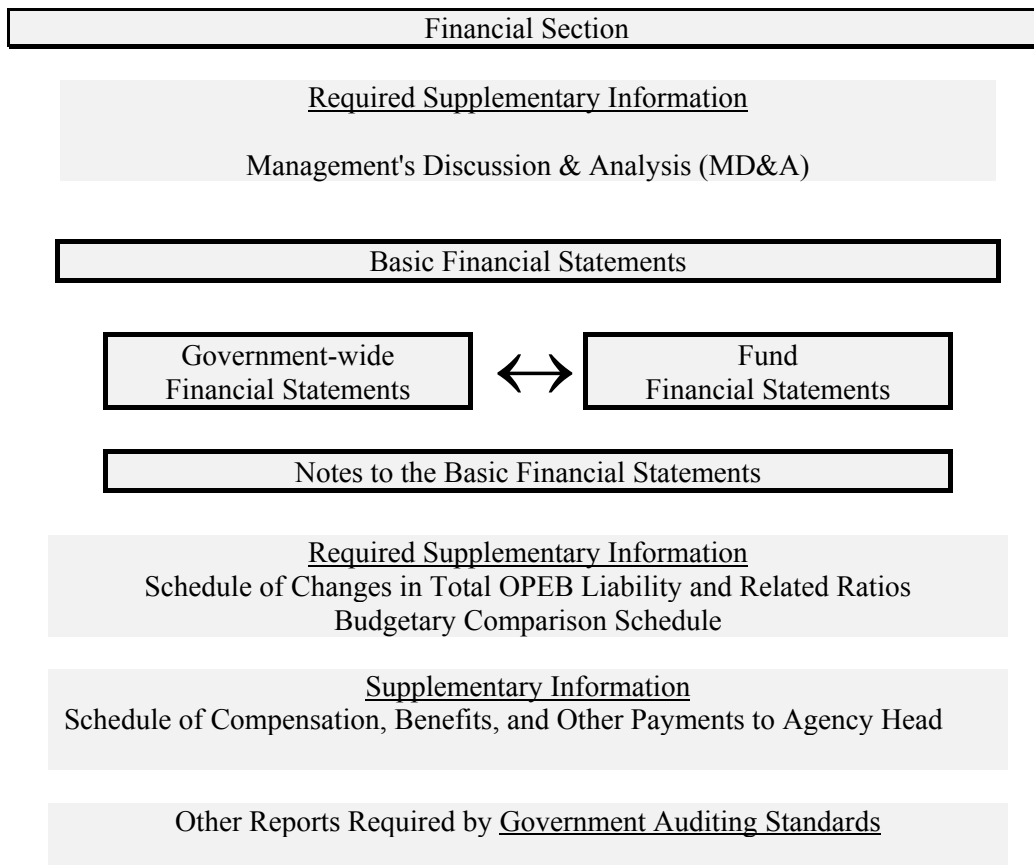 Financial Section
Required Supplementary Information
Management's Discussion & Analysis (MD&A)
Basic Financial Statements
Government-wide
Financial Statements
Fund
Financial Statements
Notes to the Basic Financial Statements
Required Supplementary Information
Schedule of Changes in Total OPEB Liability and Related Ratios
Budgetary Comparison Schedule
Supplementary Information
Schedule of Compensation, Benefits, and Other Payments to Agency Head
Other Reports Required by Government Auditing Standards